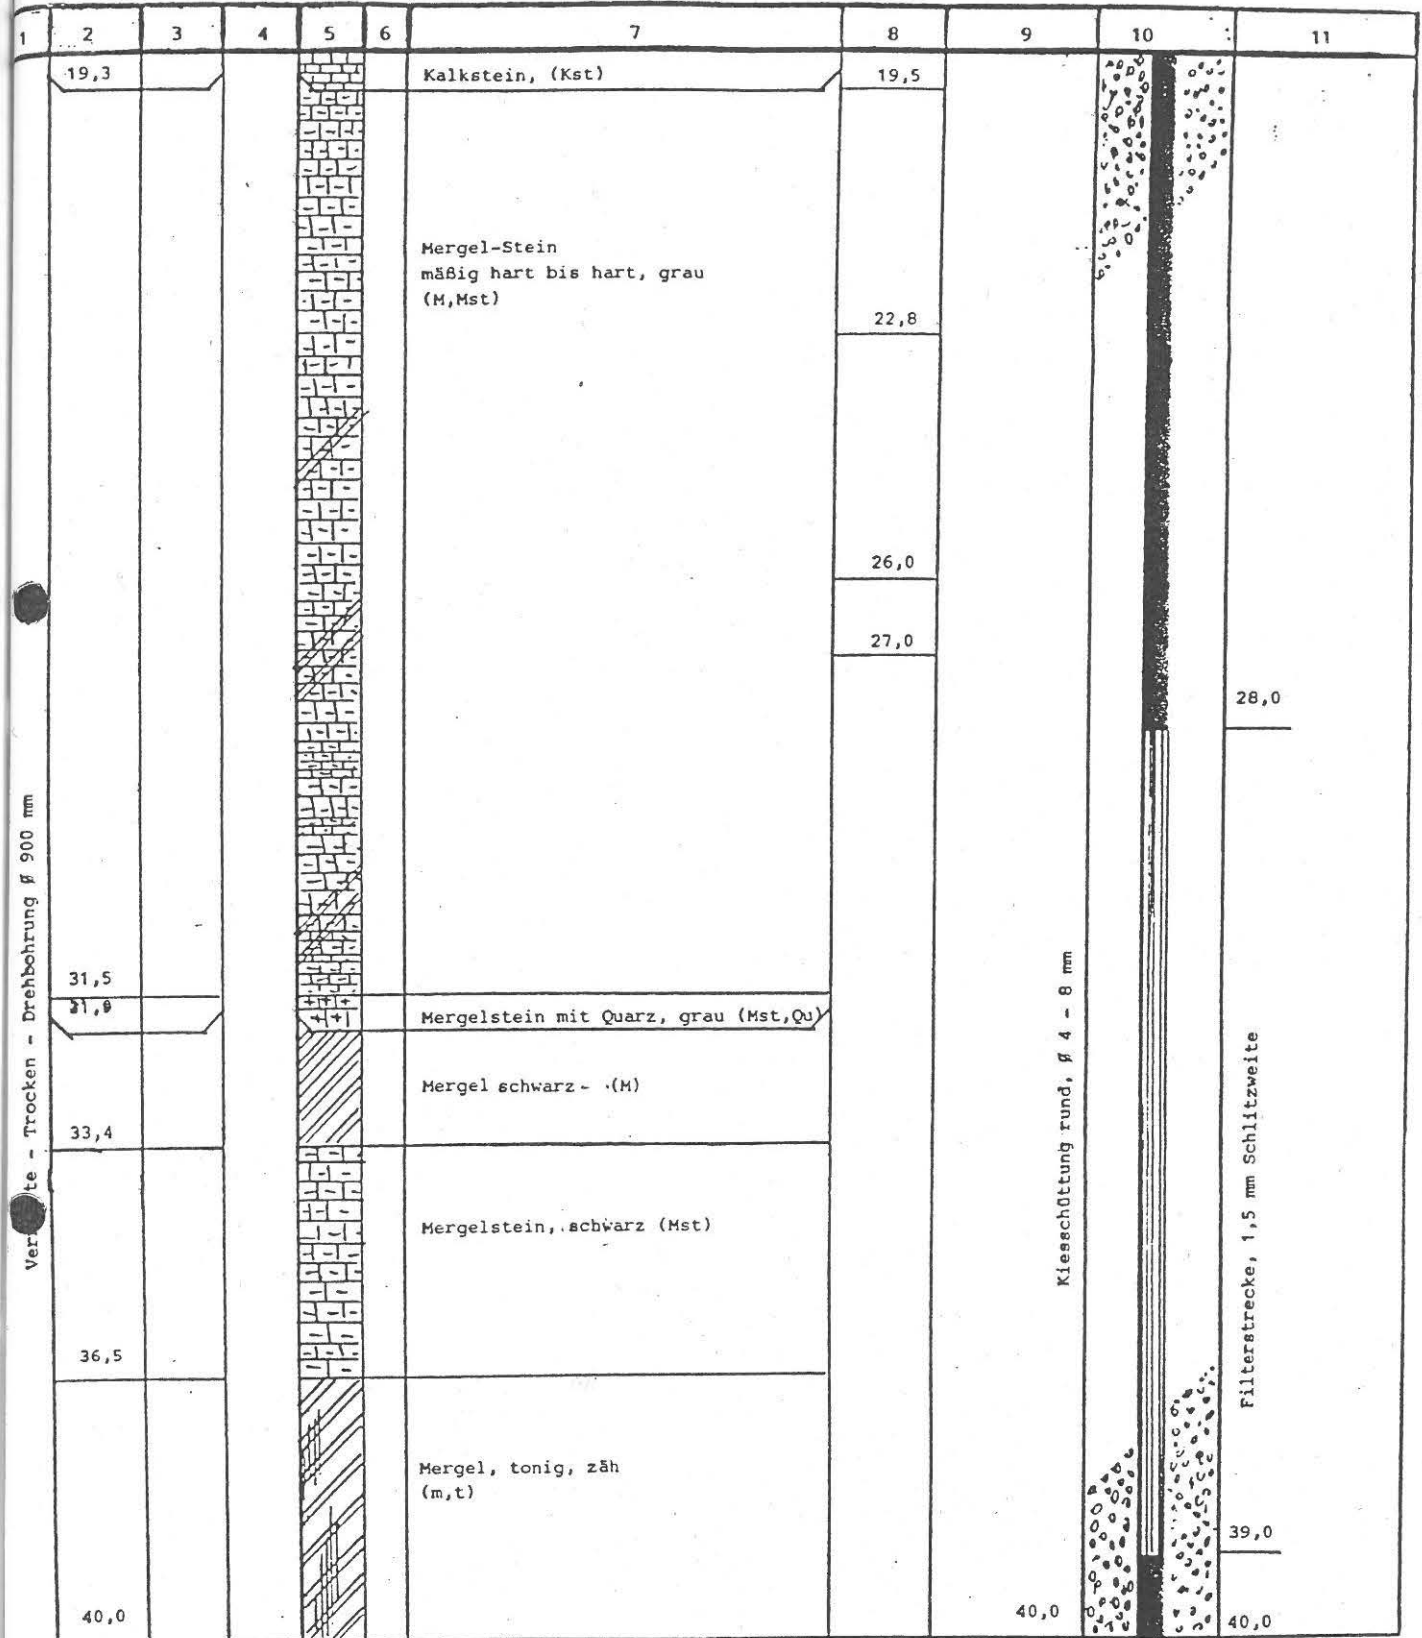 1 2 3 4 5 6 7 8 9 10 11
19,3 Kalkstein, (Kst) 19,5
Mergel-Stein
mäßig hart bis hart, grau
(M,Mst)
22,8
26,0
27,0
28,0
31,5
Mergelstein mit Quarz, grau (Mst,Qu)
Mergel schwarz - (M)
33,4
Mergelstein, schwarz (Mst)
36,5
Mergel, tonig, zäh
(m,t)
39,0
40,0 40,0 40,0
te - Trocken - Drehbohrung Ø 900 mm
Kiesschüttung rund, Ø 4 - 8 mm
Filterstrecke, 1,5 mm Schlitzweite